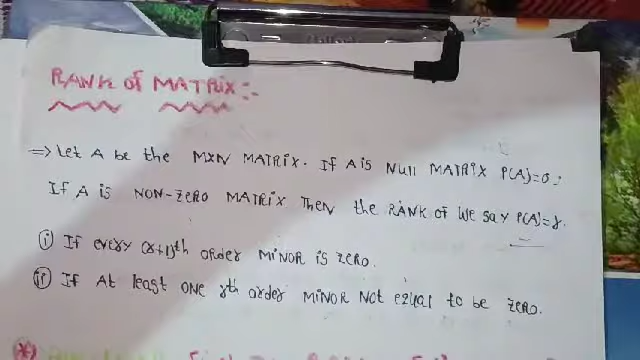 RANK of MATRIX:-
⇒ Let A be the MXN MATRIX. If A is Null MATRIX P(A)=0;
If A is NON-ZERO MATRIX Then the RANK of We say P(A)=r.
(i) If every (r+1)th order MINOR is ZERO.
(ii) If At least ONE rth order MINOR NOT equal to be ZERO.
(*)